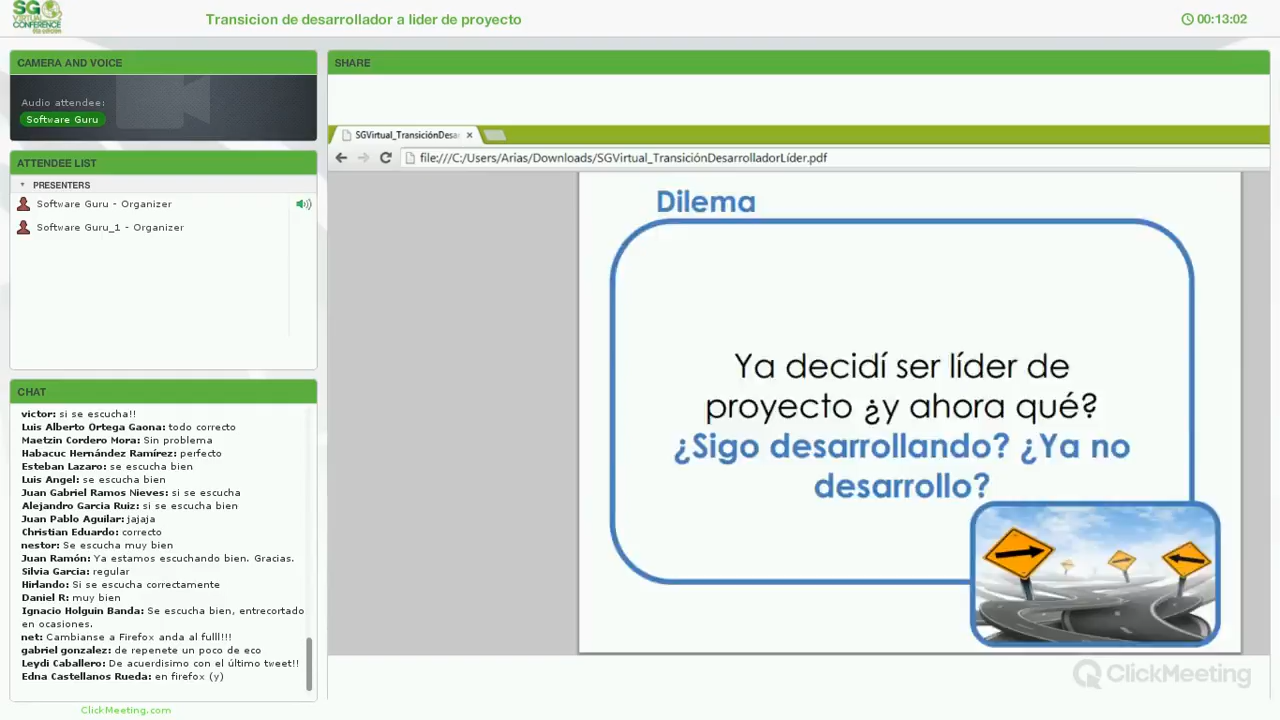 SG
VIRTUAL
CONFERENCE
Transicion de desarrollador a lider de proyecto
00:13:02
CAMERA AND VOICE
Audio attendee:
Software Guru
ATTENDEE LIST
PRESENTERS
Software Guru - Organizer
Software Guru_1 - Organizer
CHAT
victor: si se escucha!!
Luis Alberto Ortega Gaona: todo correcto
Maetzin Cordero Mora: Sin problema
Habacuc Hernández Ramírez: perfecto
Esteban Lazaro: se escucha bien
Luis Angel: se escucha bien
Juan Gabriel Ramos Nieves: si se escucha
Alejandro Garcia Ruiz: si se escucha bien
Juan Pablo Aguilar: jajaja
Christian Eduardo: correcto
nestor: Se escucha muy bien
Juan Ramón: Ya estamos escuchando bien. Gracias.
Silvia Garcia: regular
Hirlando: Si se escucha correctamente
Daniel R: muy bien
Ignacio Holguin Banda: Se escucha bien, entrecortado
en ocasiones.
net: Cambianse a Firefox anda al fulll!!!
gabriel gonzalez: de repenete un poco de eco
Leydi Caballero: De acuerdisimo con el último tweet!!
Edna Castellanos Rueda: en firefox (y)
ClickMeeting.com
SHARE
SGVirtual_TransiciónDesa
file:///C:/Users/Arias/Downloads/SGVirtual_TransiciónDesarrolladorLíder.pdf
Dilema
Ya decidí ser líder de
proyecto ¿y ahora qué?
¿Sigo desarrollando? ¿Ya no
desarrollo?
ClickMeeting